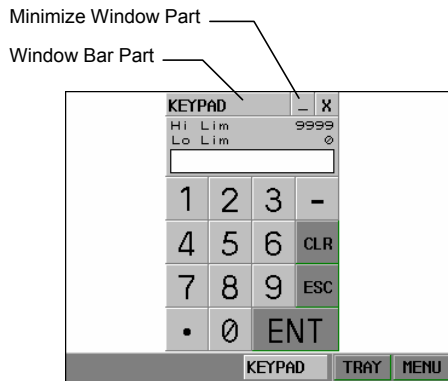 Minimize Window Part
Window Bar Part
KEYPAD _ X
Hi Lim 9999
Lo Lim 0
1 2 3 -
4 5 6 CLR
7 8 9 ESC
. 0 ENT
KEYPAD TRAY MENU